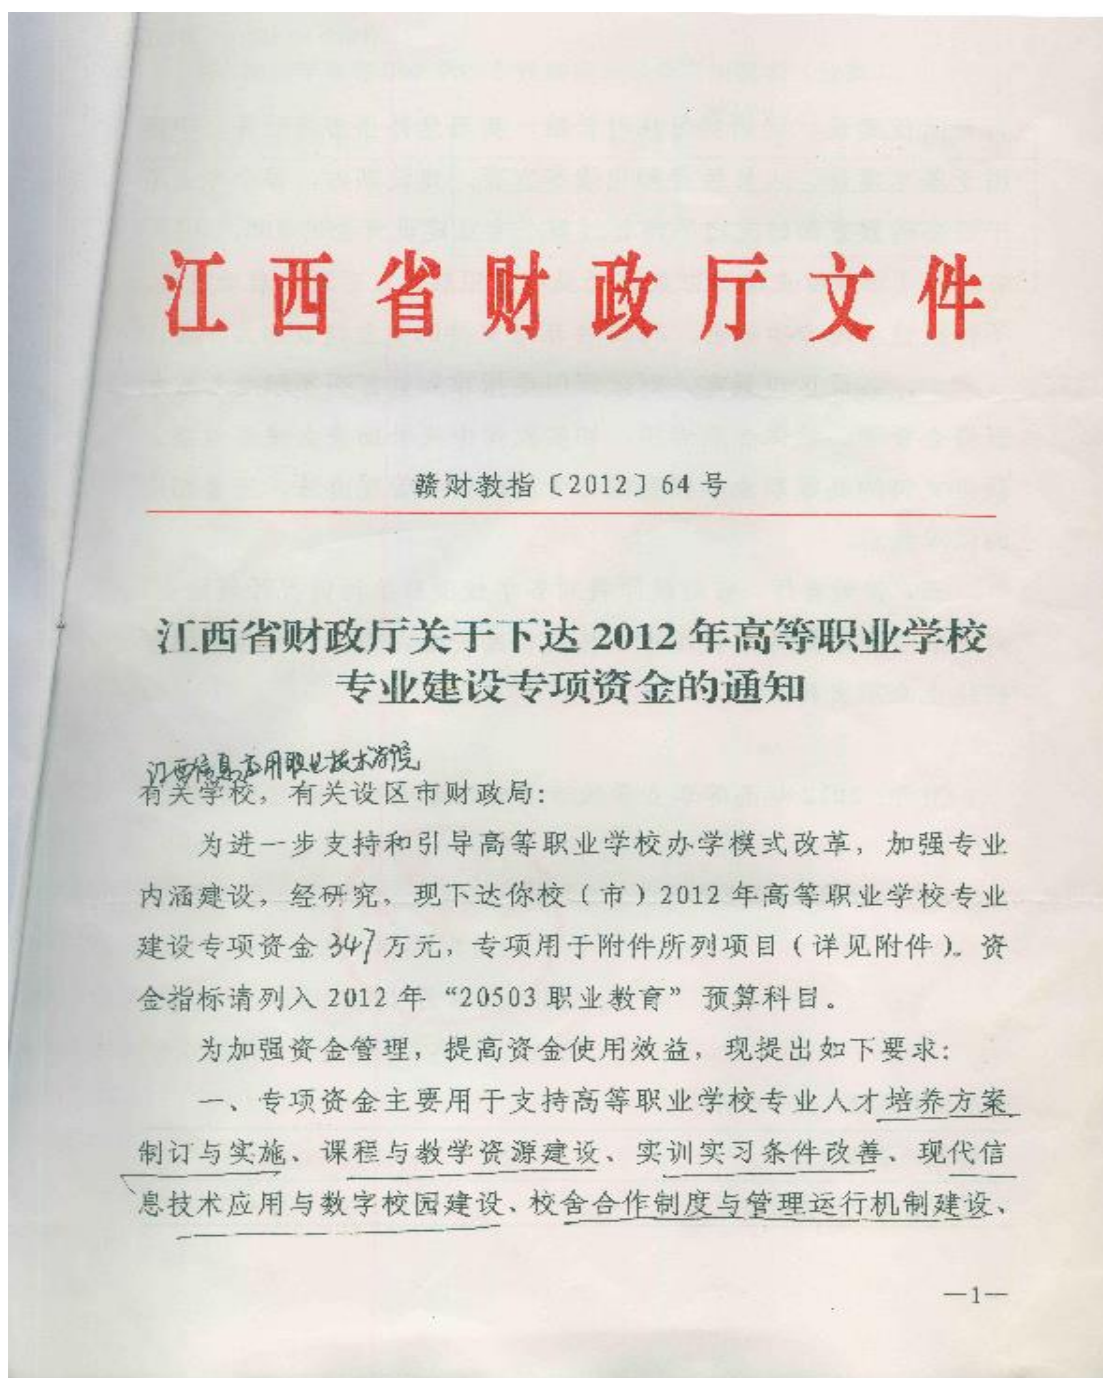 江西省财政厅文件
赣财教指〔2012〕64号
江西省财政厅关于下达2012年高等职业学校
专业建设专项资金的通知
江西信息应用职业技术学院
有关学校，有关设区市财政局：
为进一步支持和引导高等职业学校办学模式改革，加强专业
内涵建设，经研究，现下达你校（市）2012年高等职业学校专业
建设专项资金347万元，专项用于附件所列项目（详见附件）。资
金指标请列入2012年“20503职业教育”预算科目。
为加强资金管理，提高资金使用效益，现提出如下要求：
一、专项资金主要用于支持高等职业学校专业人才培养方案
制订与实施、课程与教学资源建设、实训实习条件改善、现代信
息技术应用与数字校园建设、校舍合作制度与管理运行机制建设、
—1—